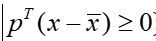 |p^T(x − x̄) ≥ 0}